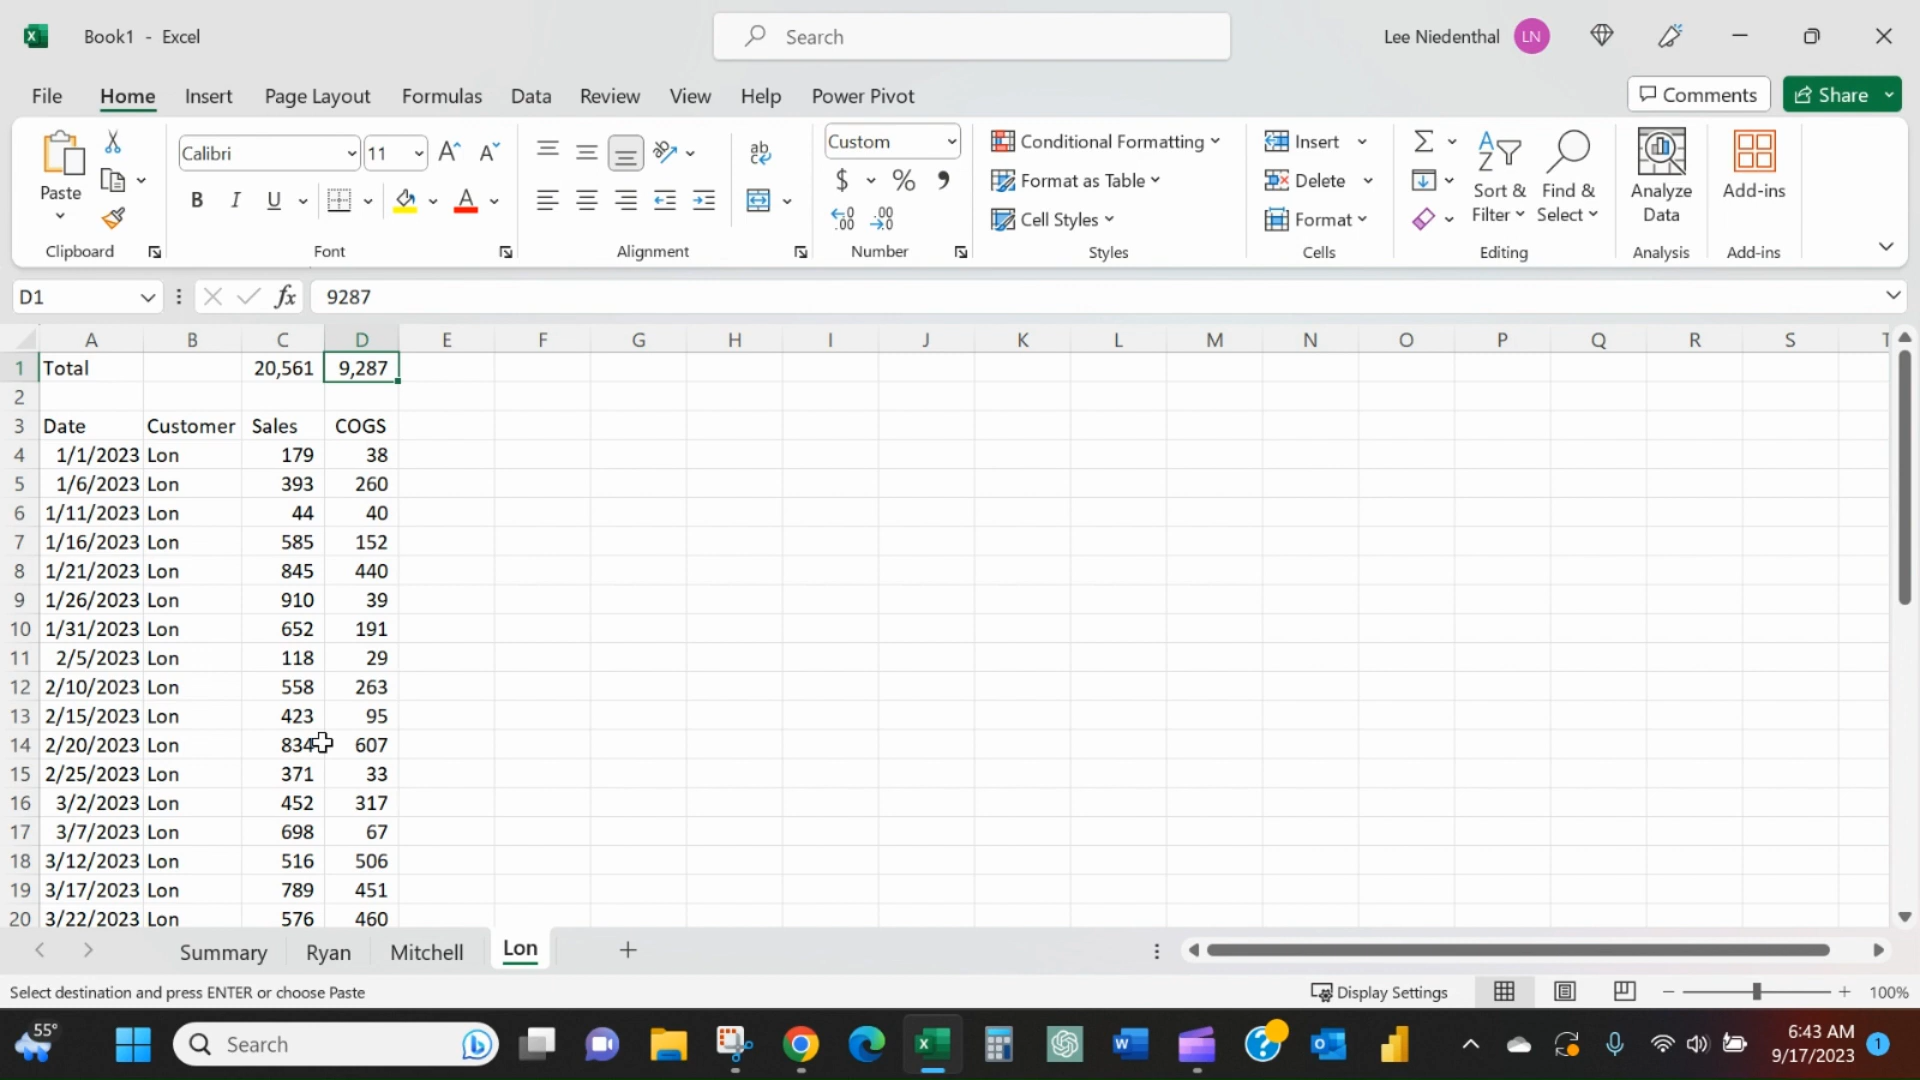 Book1 - Excel
Search
Lee Niedenthal LN
File Home Insert Page Layout Formulas Data Review View Help Power Pivot
Comments Share
Paste
Clipboard
Calibri 11
B I U A
Font
ab
Alignment
Custom
$ % ,
Number
Conditional Formatting
Format as Table
Cell Styles
Styles
Insert
Delete
Format
Cells
Sort & Filter
Find & Select
Editing
Analyze Data
Analysis
Add-ins
Add-ins
D1 fx 9287
A B C D E F G H I J K L M N O P Q R S T
1 Total 20,561 9,287
2
3 Date Customer Sales COGS
4 1/1/2023 Lon 179 38
5 1/6/2023 Lon 393 260
6 1/11/2023 Lon 44 40
7 1/16/2023 Lon 585 152
8 1/21/2023 Lon 845 440
9 1/26/2023 Lon 910 39
10 1/31/2023 Lon 652 191
11 2/5/2023 Lon 118 29
12 2/10/2023 Lon 558 263
13 2/15/2023 Lon 423 95
14 2/20/2023 Lon 834 607
15 2/25/2023 Lon 371 33
16 3/2/2023 Lon 452 317
17 3/7/2023 Lon 698 67
18 3/12/2023 Lon 516 506
19 3/17/2023 Lon 789 451
20 3/22/2023 Lon 576 460
Summary Ryan Mitchell Lon +
Select destination and press ENTER or choose Paste Display Settings 100%
55° Search 6:43 AM
9/17/2023 1